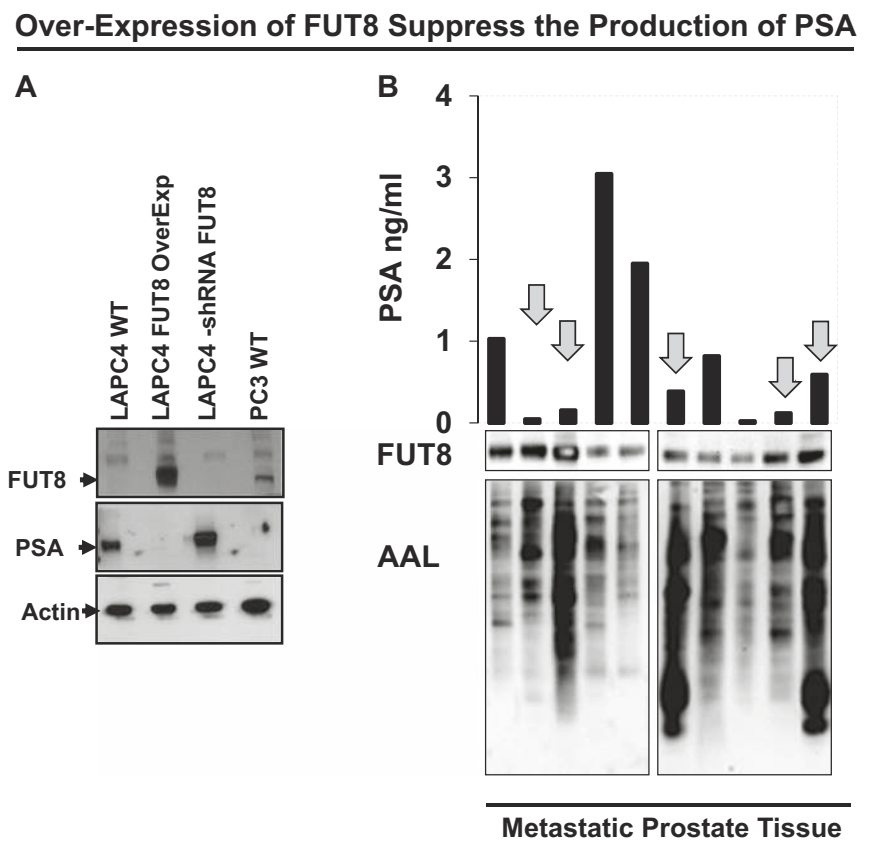 Over-Expression of FUT8 Suppress the Production of PSA
A
LAPC4 WT
LAPC4 FUT8 OverExp
LAPC4 -shRNA FUT8
PC3 WT
FUT8
PSA
Actin
B
PSA ng/ml
4
3
2
1
0
FUT8
AAL
Metastatic Prostate Tissue